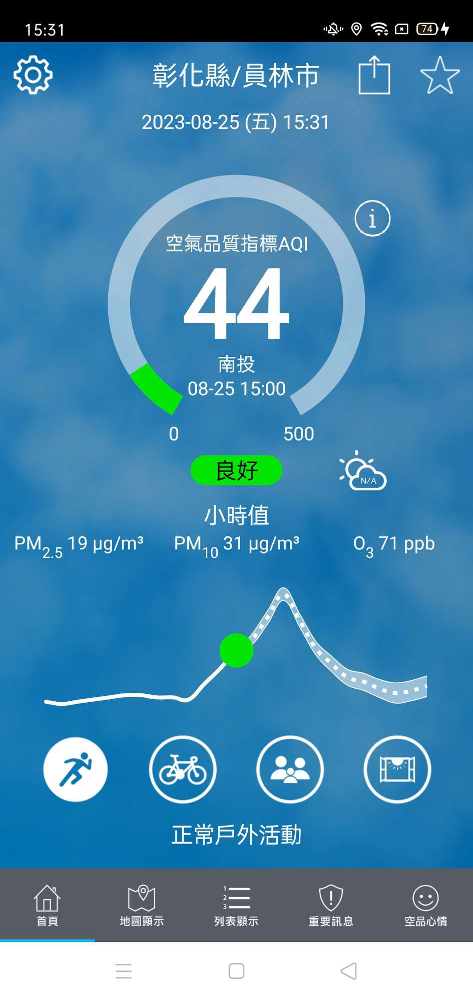 15:31
74
彰化縣/員林市
2023-08-25 (五) 15:31
i
空氣品質指標AQI
44
南投
08-25 15:00
0 500
良好
N/A
小時值
PM2.5 19 μg/m³ PM10 31 μg/m³ O3 71 ppb
正常戶外活動
1
2
3
首頁 地圖顯示 列表顯示 重要訊息 空品心情